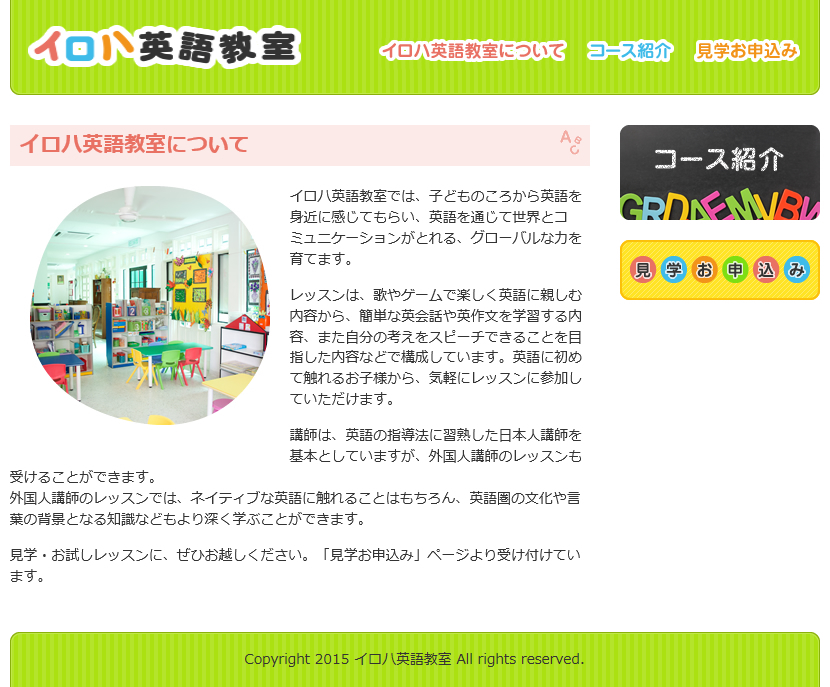 イロハ英語教室
イロハ英語教室について
コース紹介
見学お申込み
イロハ英語教室について
A B C
コース紹介
GRDAFMVBW
見学お申込み
イロハ英語教室では、子どものころから英語を
身近に感じてもらい、英語を通じて世界とコ
ミュニケーションがとれる、グローバルな力を
育てます。
レッスンは、歌やゲームで楽しく英語に親しむ
内容から、簡単な英会話や英作文を学習する内
容、また自分の考えをスピーチできることを目
指した内容などで構成しています。英語に初め
て触れるお子様から、気軽にレッスンに参加し
ていただけます。
講師は、英語の指導法に習熟した日本人講師を
基本としていますが、外国人講師のレッスンも
受けることができます。
外国人講師のレッスンでは、ネイティブな英語に触れることはもちろん、英語圏の文化や言
葉の背景となる知識などもより深く学ぶことができます。
見学・お試しレッスンに、ぜひお越しください。「見学お申込み」ページより受け付けてい
ます。
Copyright 2015 イロハ英語教室 All rights reserved.